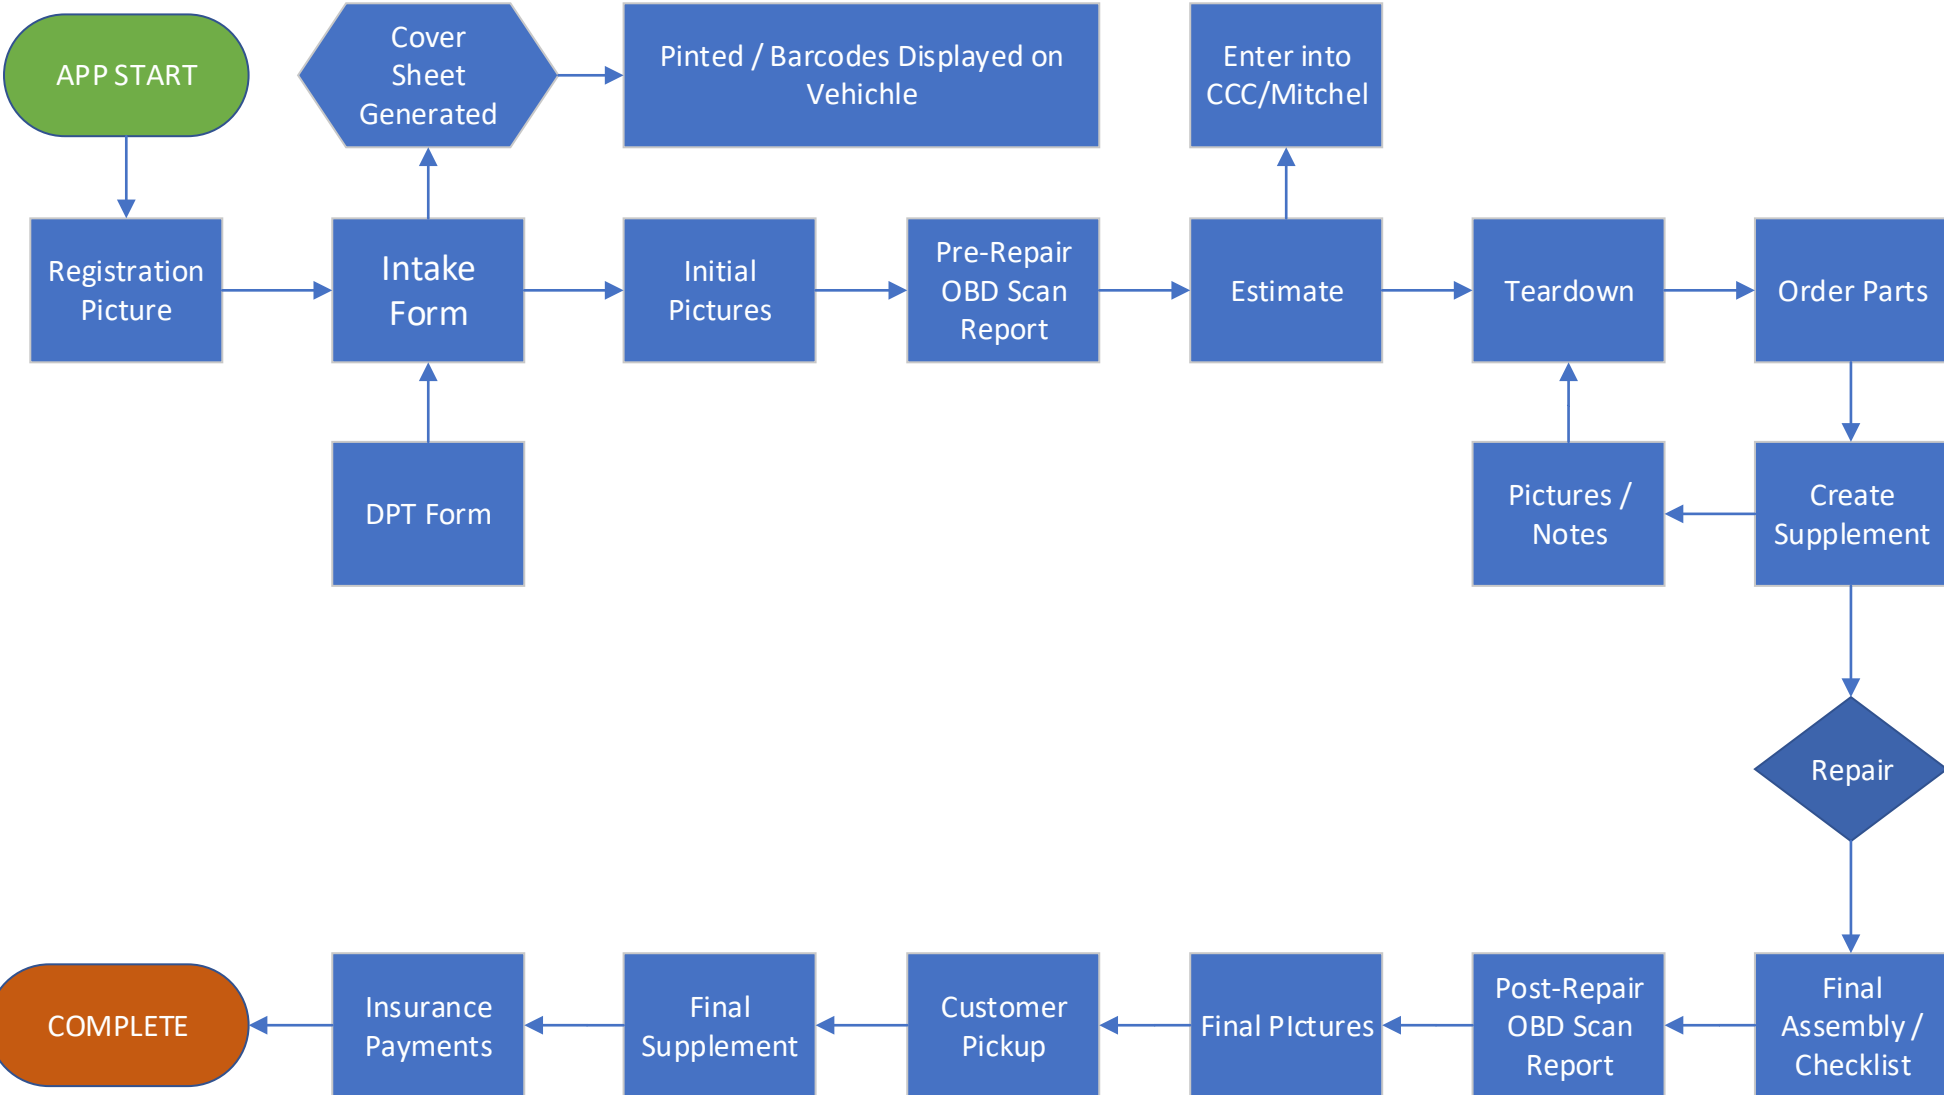 APP START
Cover
Sheet
Generated
Pinted / Barcodes Displayed on
Vehichle
Enter into
CCC/Mitchel
Registration
Picture
Intake
Form
Initial
Pictures
Pre-Repair
OBD Scan
Report
Estimate
Teardown
Order Parts
DPT Form
Pictures /
Notes
Create
Supplement
Repair
COMPLETE
Insurance
Payments
Final
Supplement
Customer
Pickup
Final PIctures
Post-Repair
OBD Scan
Report
Final
Assembly /
Checklist